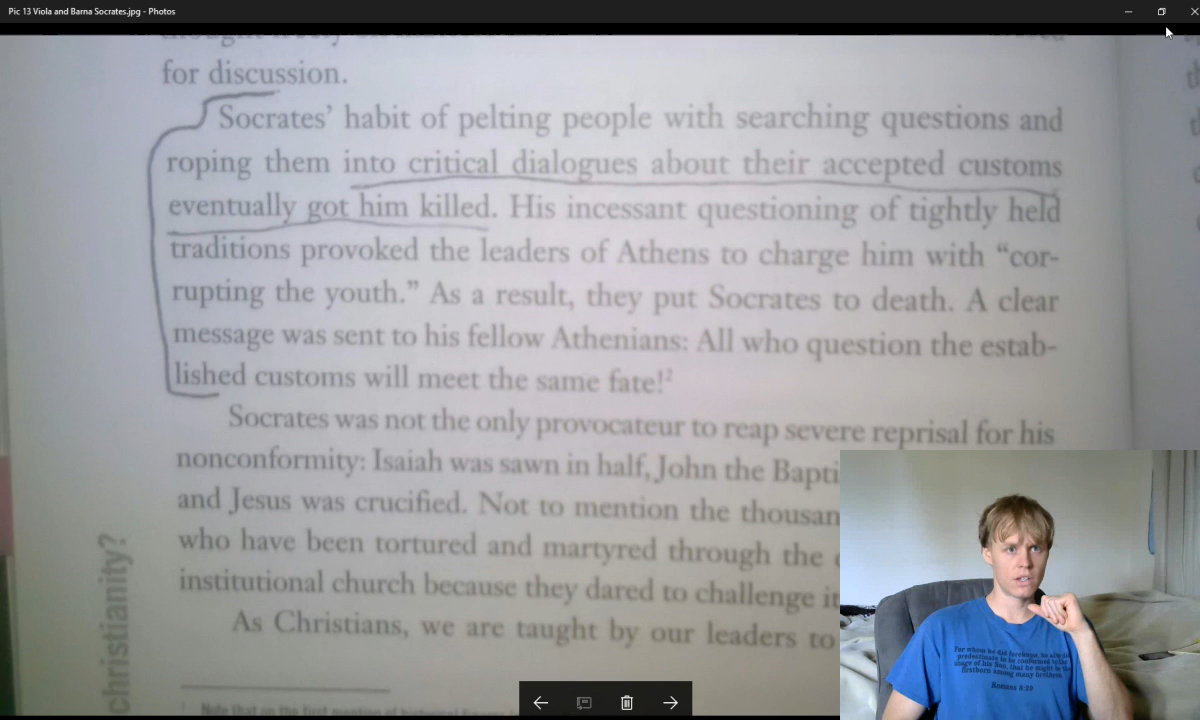 Pic 13 Viola and Barna Socrates.jpg - Photos
for discussion.
Socrates' habit of pelting people with searching questions and
roping them into critical dialogues about their accepted customs
eventually got him killed. His incessant questioning of tightly held
traditions provoked the leaders of Athens to charge him with “cor-
rupting the youth.” As a result, they put Socrates to death. A clear
message was sent to his fellow Athenians: All who question the estab-
lished customs will meet the same fate!2
Socrates was not the only provocateur to reap severe reprisal for his
nonconformity: Isaiah was sawn in half, John the Bapti
and Jesus was crucified. Not to mention the thousan
who have been tortured and martyred through the
institutional church because they dared to challenge it
As Christians, we are taught by our leaders to
christianity?
For whom he did foreknow, he also did
predestinate to be conformed to the
image of his Son, that he might be the
firstborn among many brethren.
Romans 8:29